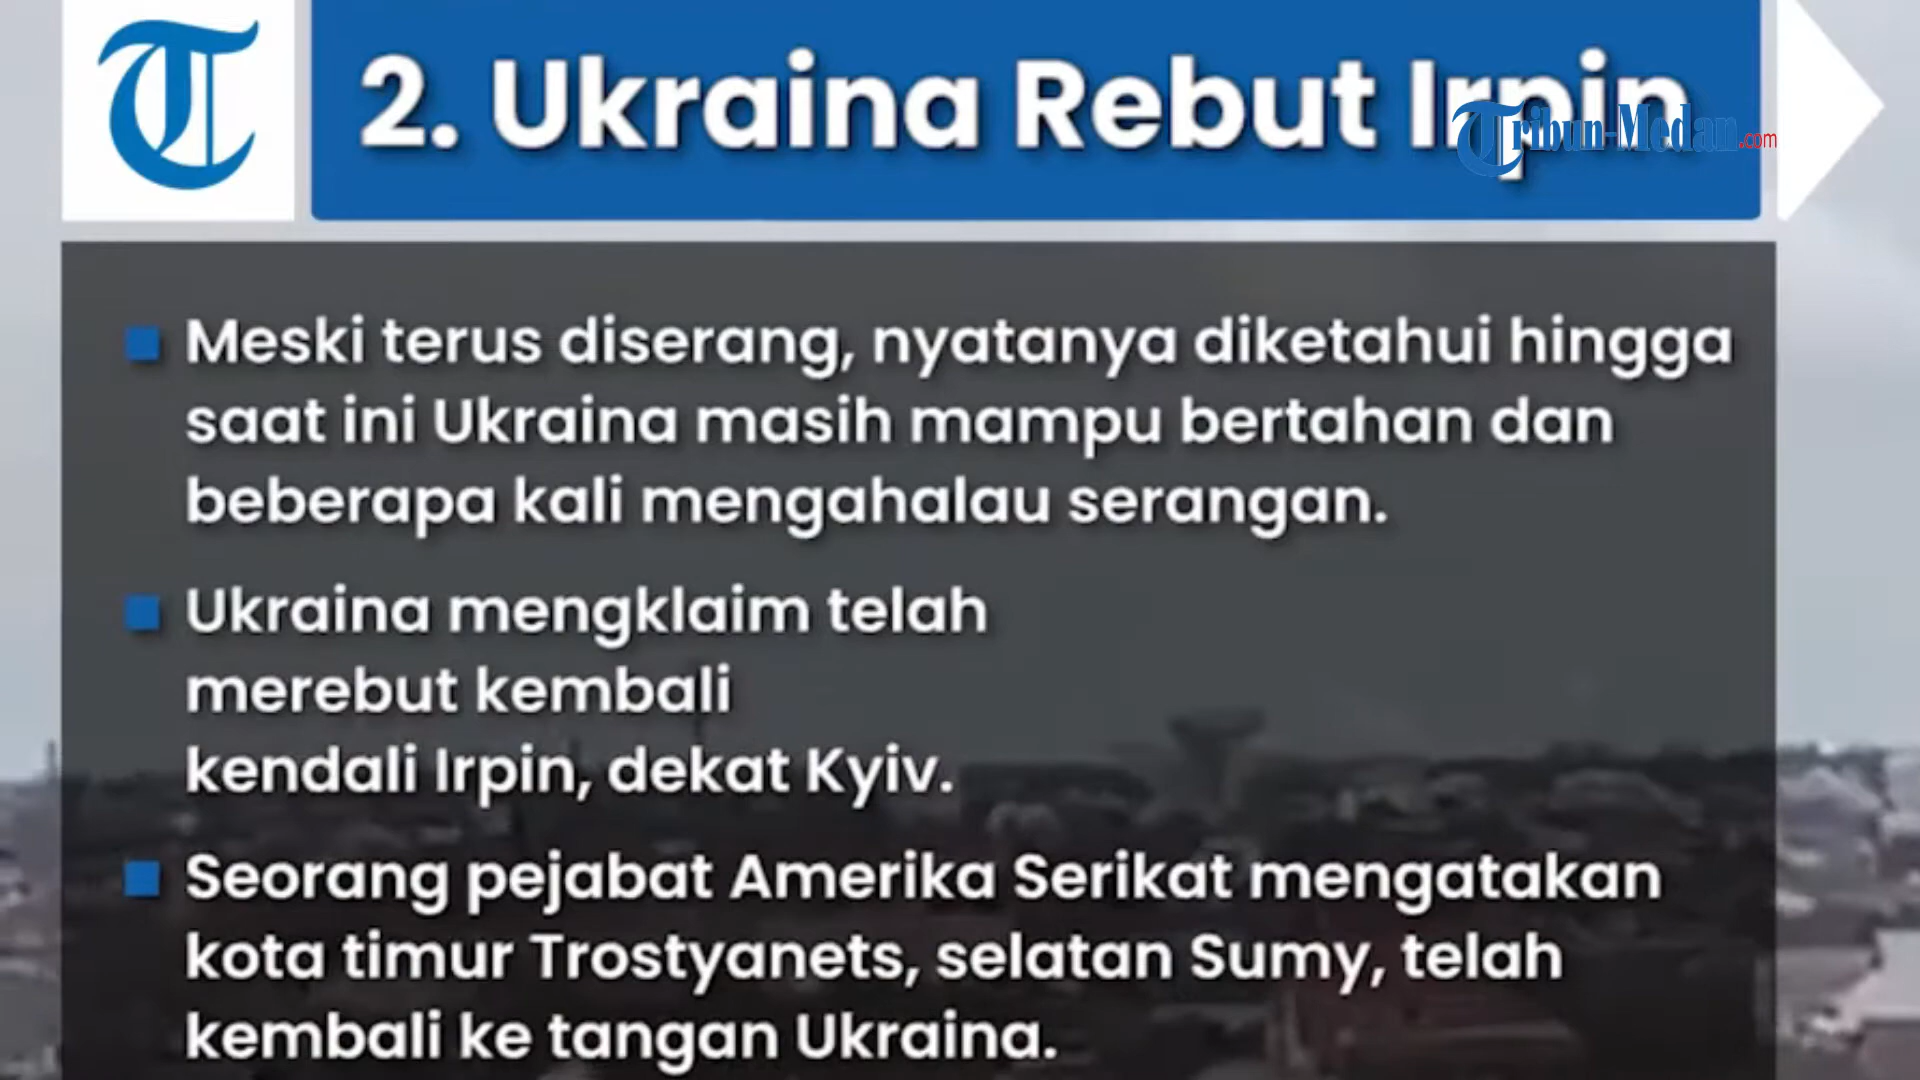 2. Ukraina Rebut Irpin
Tribun-Medan.com
Meski terus diserang, nyatanya diketahui hingga
saat ini Ukraina masih mampu bertahan dan
beberapa kali mengahalau serangan.
Ukraina mengklaim telah
merebut kembali
kendali Irpin, dekat Kyiv.
Seorang pejabat Amerika Serikat mengatakan
kota timur Trostyanets, selatan Sumy, telah
kembali ke tangan Ukraina.